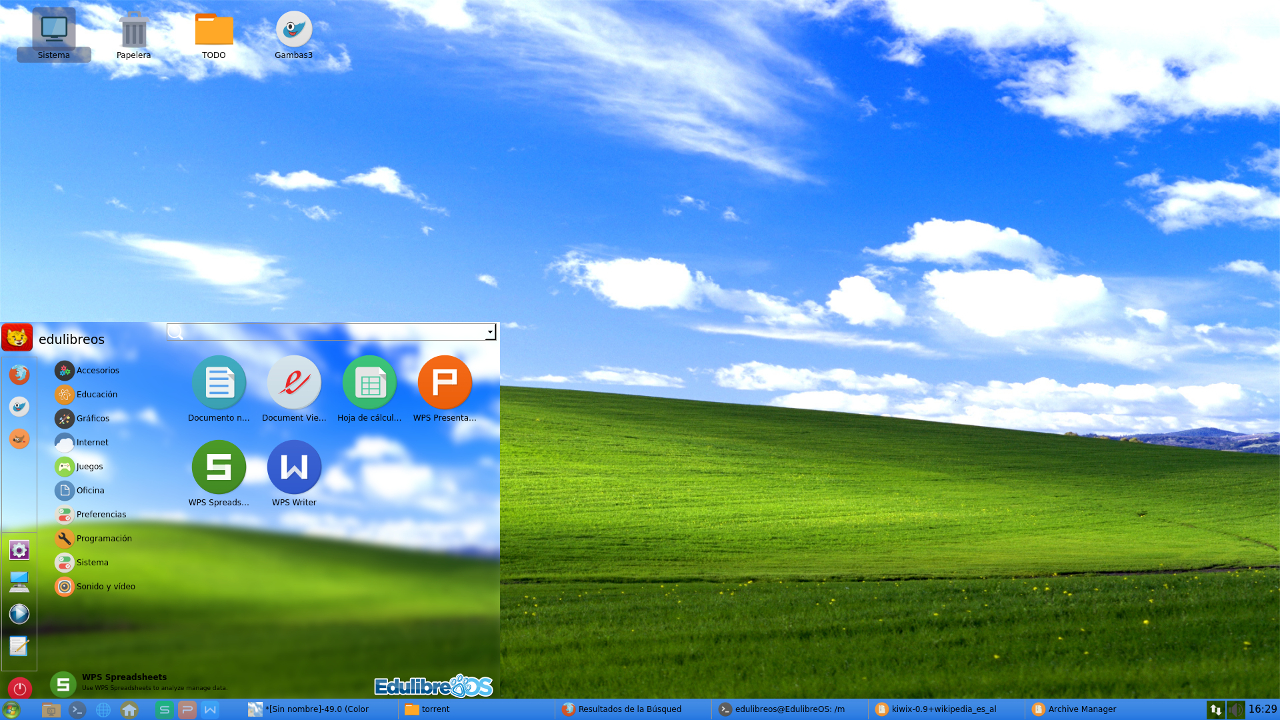 Sistema
Papelera
TODO
Gambas3
edulibreos
Accesorios
Educación
Gráficos
Internet
Juegos
Oficina
Preferencias
Programación
Sistema
Sonido y vídeo
Documento n...
Document Vie...
Hoja de cálcul...
WPS Presenta...
WPS Spreads...
WPS Writer
WPS Spreadsheets
Use WPS Spreadsheets to analyze manage data
EdulibreOS
*[Sin nombre]-49.0 (Color
torrent
Resultados de la Búsqued
edulibreos@EdulibreOS: /m
kiwix-0.9+wikipedia_es_al
Archive Manager
16:29